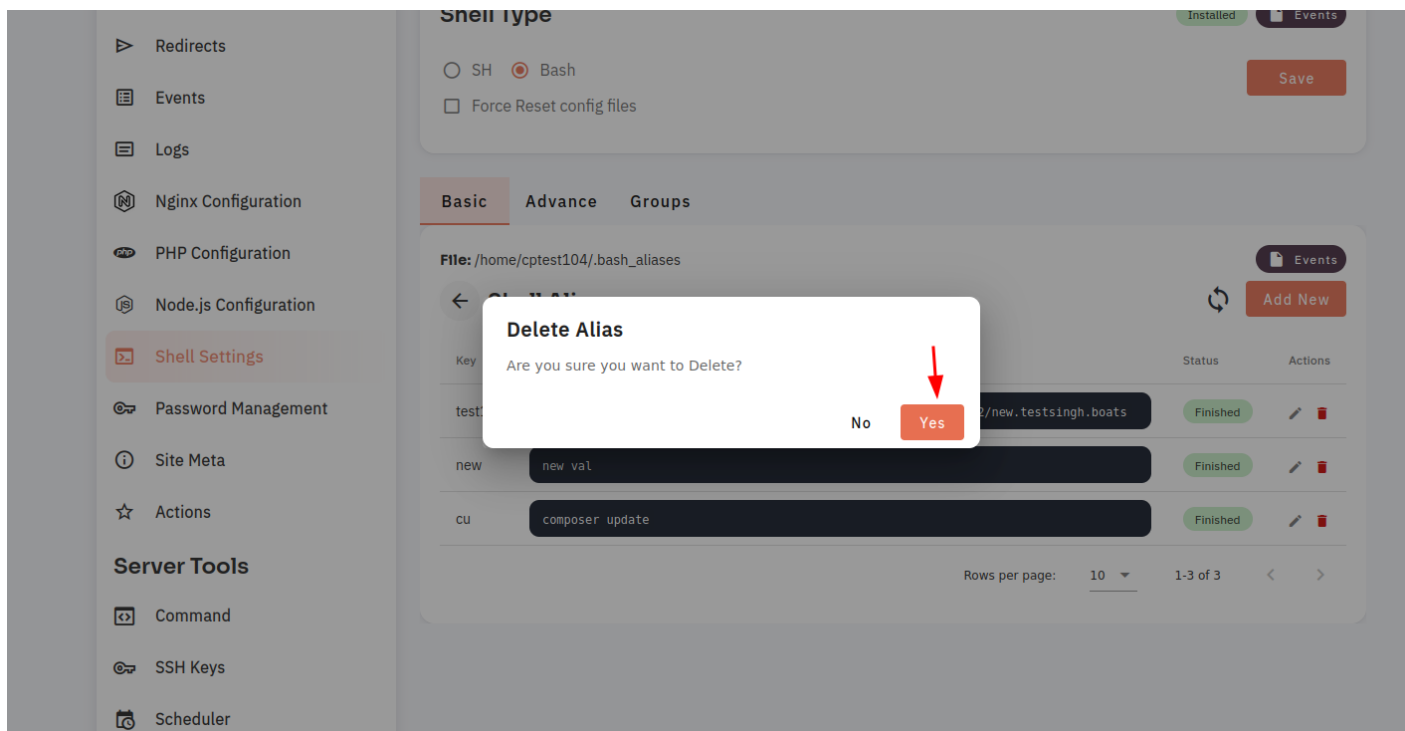 Shell Type
Installed
Events
Redirects
SH
Bash
Save
Events
Force Reset config files
Logs
Nginx Configuration
Basic
Advance
Groups
PHP Configuration
File: /home/cptest104/.bash_aliases
Events
Node.js Configuration
Add New
Delete Alias
Shell Settings
Key
Are you sure you want to Delete?
Status
Actions
Password Management
No
Yes
/new.testsingh.boats
Finished
Site Meta
new
new val
Finished
Actions
cu
composer update
Finished
Server Tools
Rows per page:
10
1-3 of 3
Command
SSH Keys
Scheduler